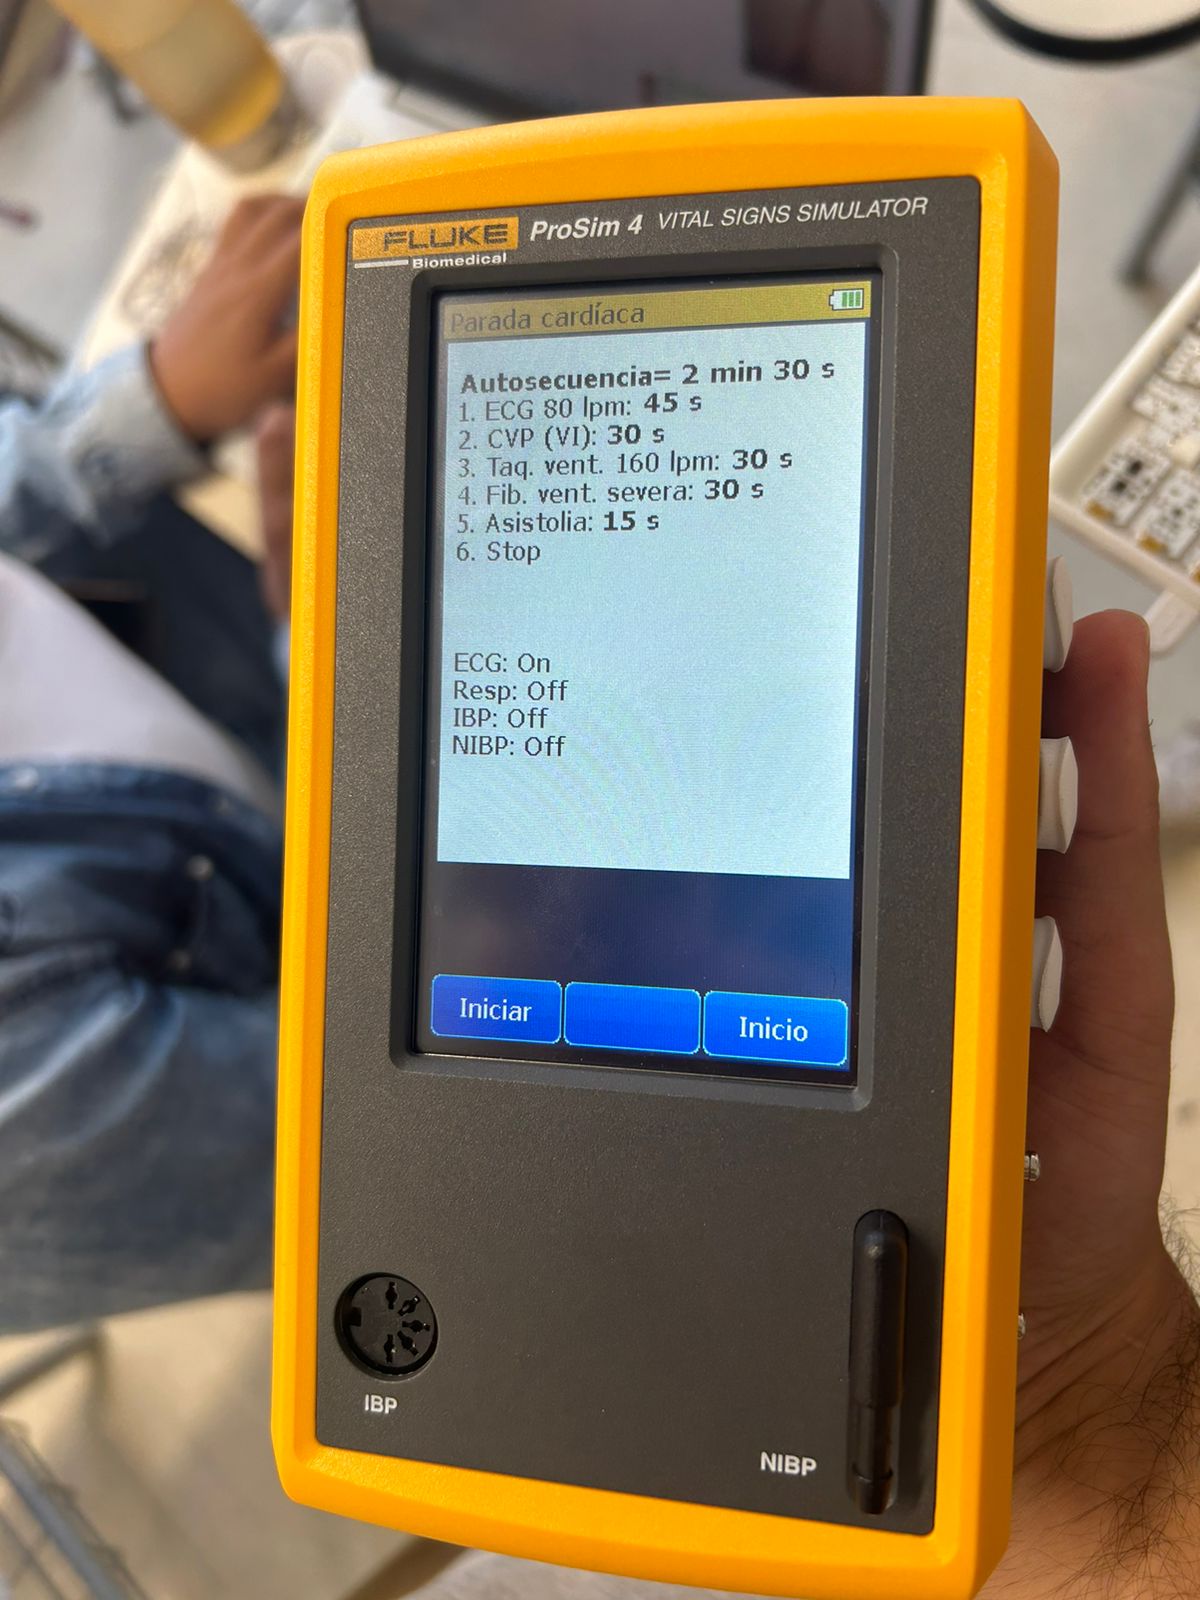 FLUKE
Biomedical
ProSim 4 VITAL SIGNS SIMULATOR
Parada cardíaca
Autosecuencia= 2 min 30 s
1. ECG 80 lpm: 45 s
2. CVP (VI): 30 s
3. Taq. vent. 160 lpm: 30 s
4. Fib. vent. severa: 30 s
5. Asistolia: 15 s
6. Stop
ECG: On
Resp: Off
IBP: Off
NIBP: Off
Iniciar
Inicio
IBP
NIBP